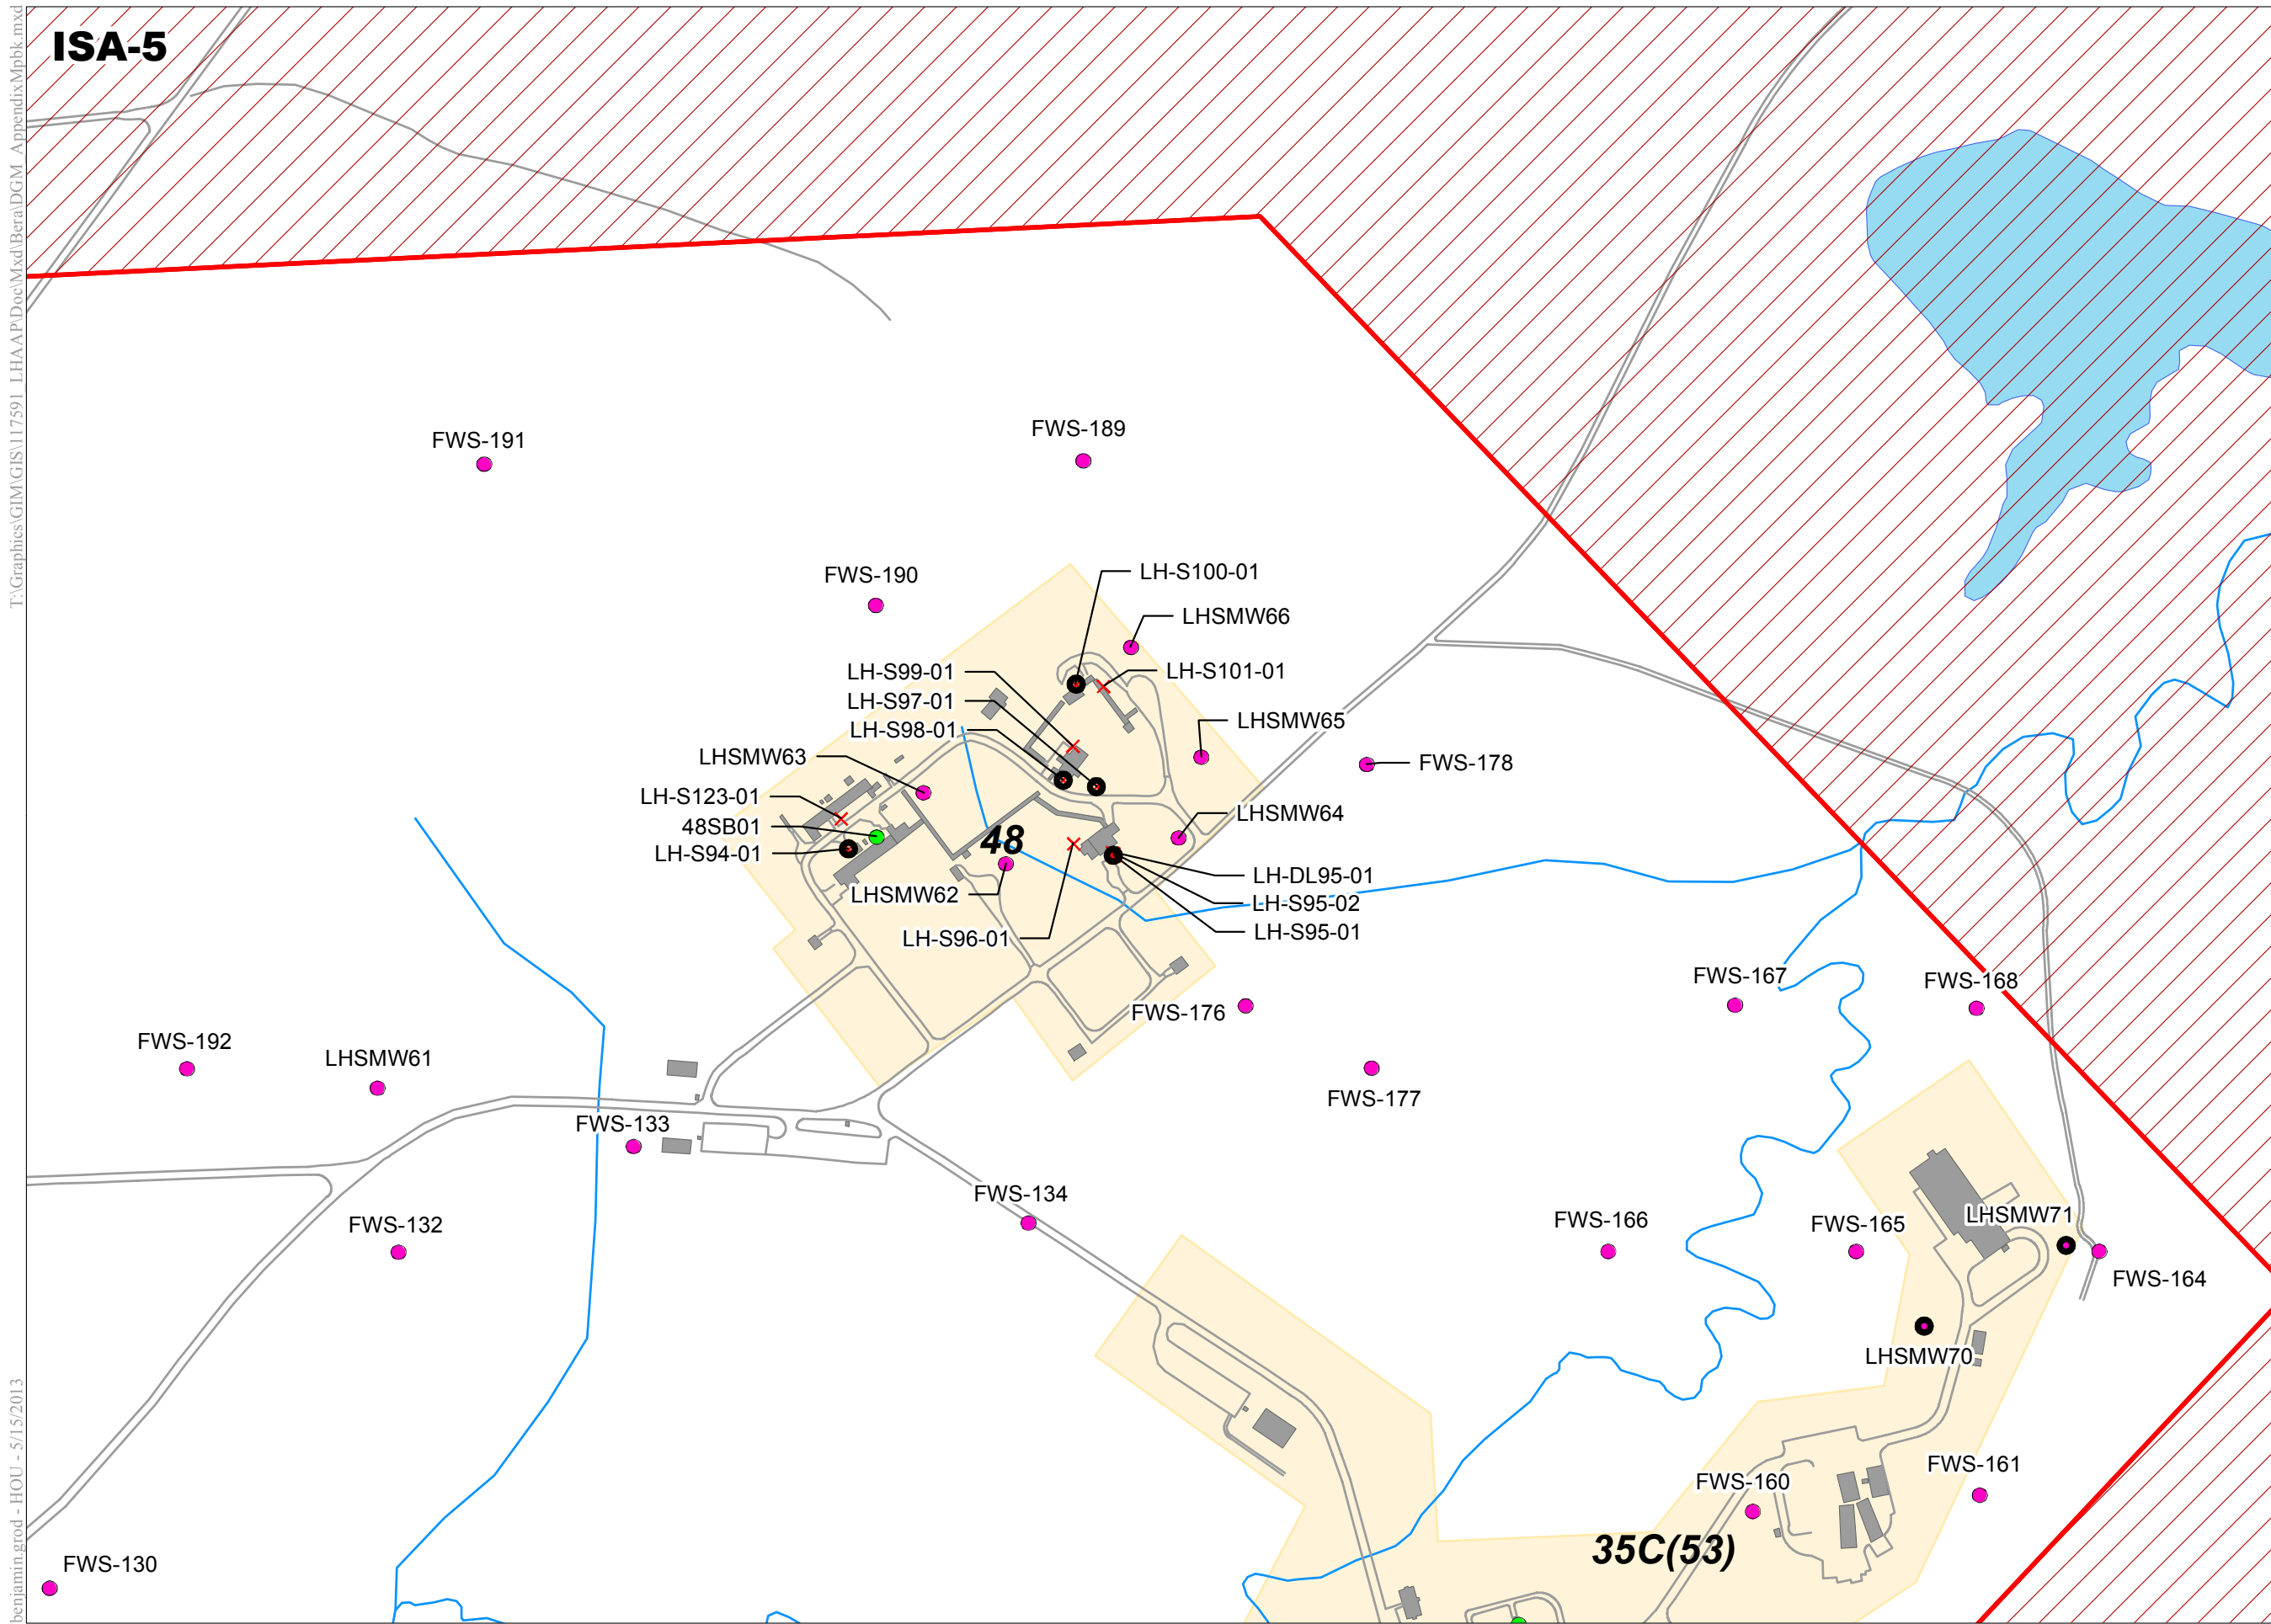 ISA-5
T:\Graphics\GIM\GIS\117591_LHAAP\Doc\Mxd\Bera\DGM_AppendixMpbk.mxd
FWS-191
FWS-189
FWS-190
LH-S100-01
LHSMW66
LH-S99-01
LH-S101-01
LH-S97-01
LH-S98-01
LHSMW65
LHSMW63
FWS-178
LH-S123-01
LHSMW64
48SB01
48
LH-S94-01
LH-DL95-01
LHSMW62
LH-S95-02
LH-S96-01
LH-S95-01
FWS-167
FWS-168
FWS-176
FWS-192
LHSMW61
FWS-177
FWS-133
FWS-134
FWS-132
FWS-166
FWS-165
LHSMW71
FWS-164
LHSMW70
FWS-161
FWS-160
35C(53)
FWS-130
benjamin.grod - HOU - 5/15/2013